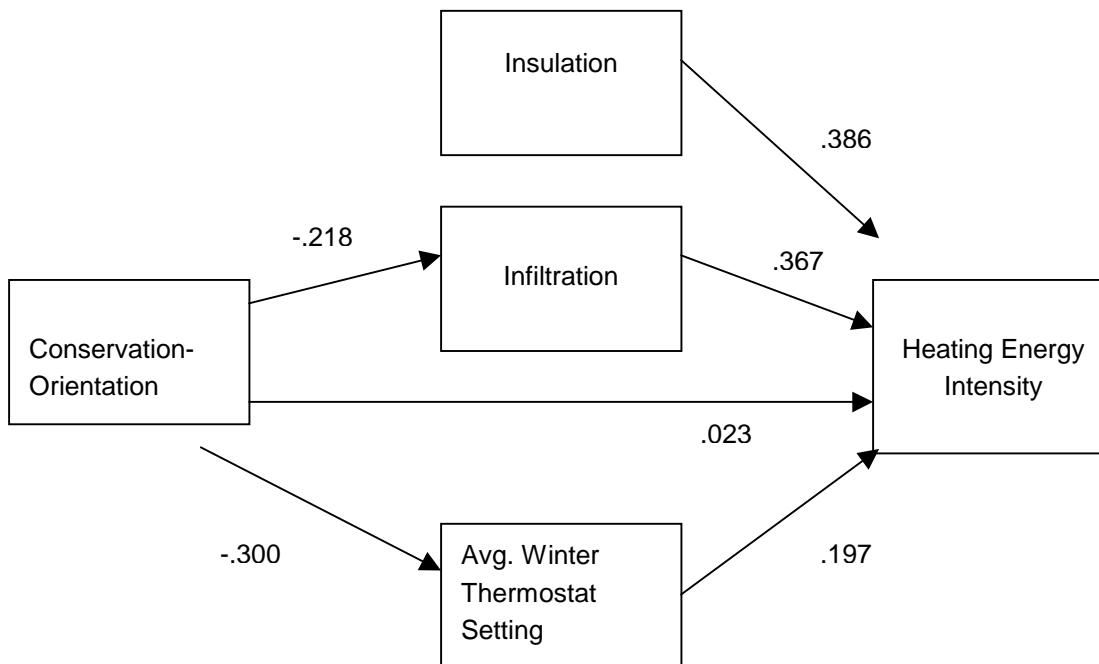 Insulation
.386
-.218
Infiltration
.367
Conservation-
Orientation
Heating Energy
Intensity
.023
-.300
Avg. Winter
Thermostat
Setting
.197